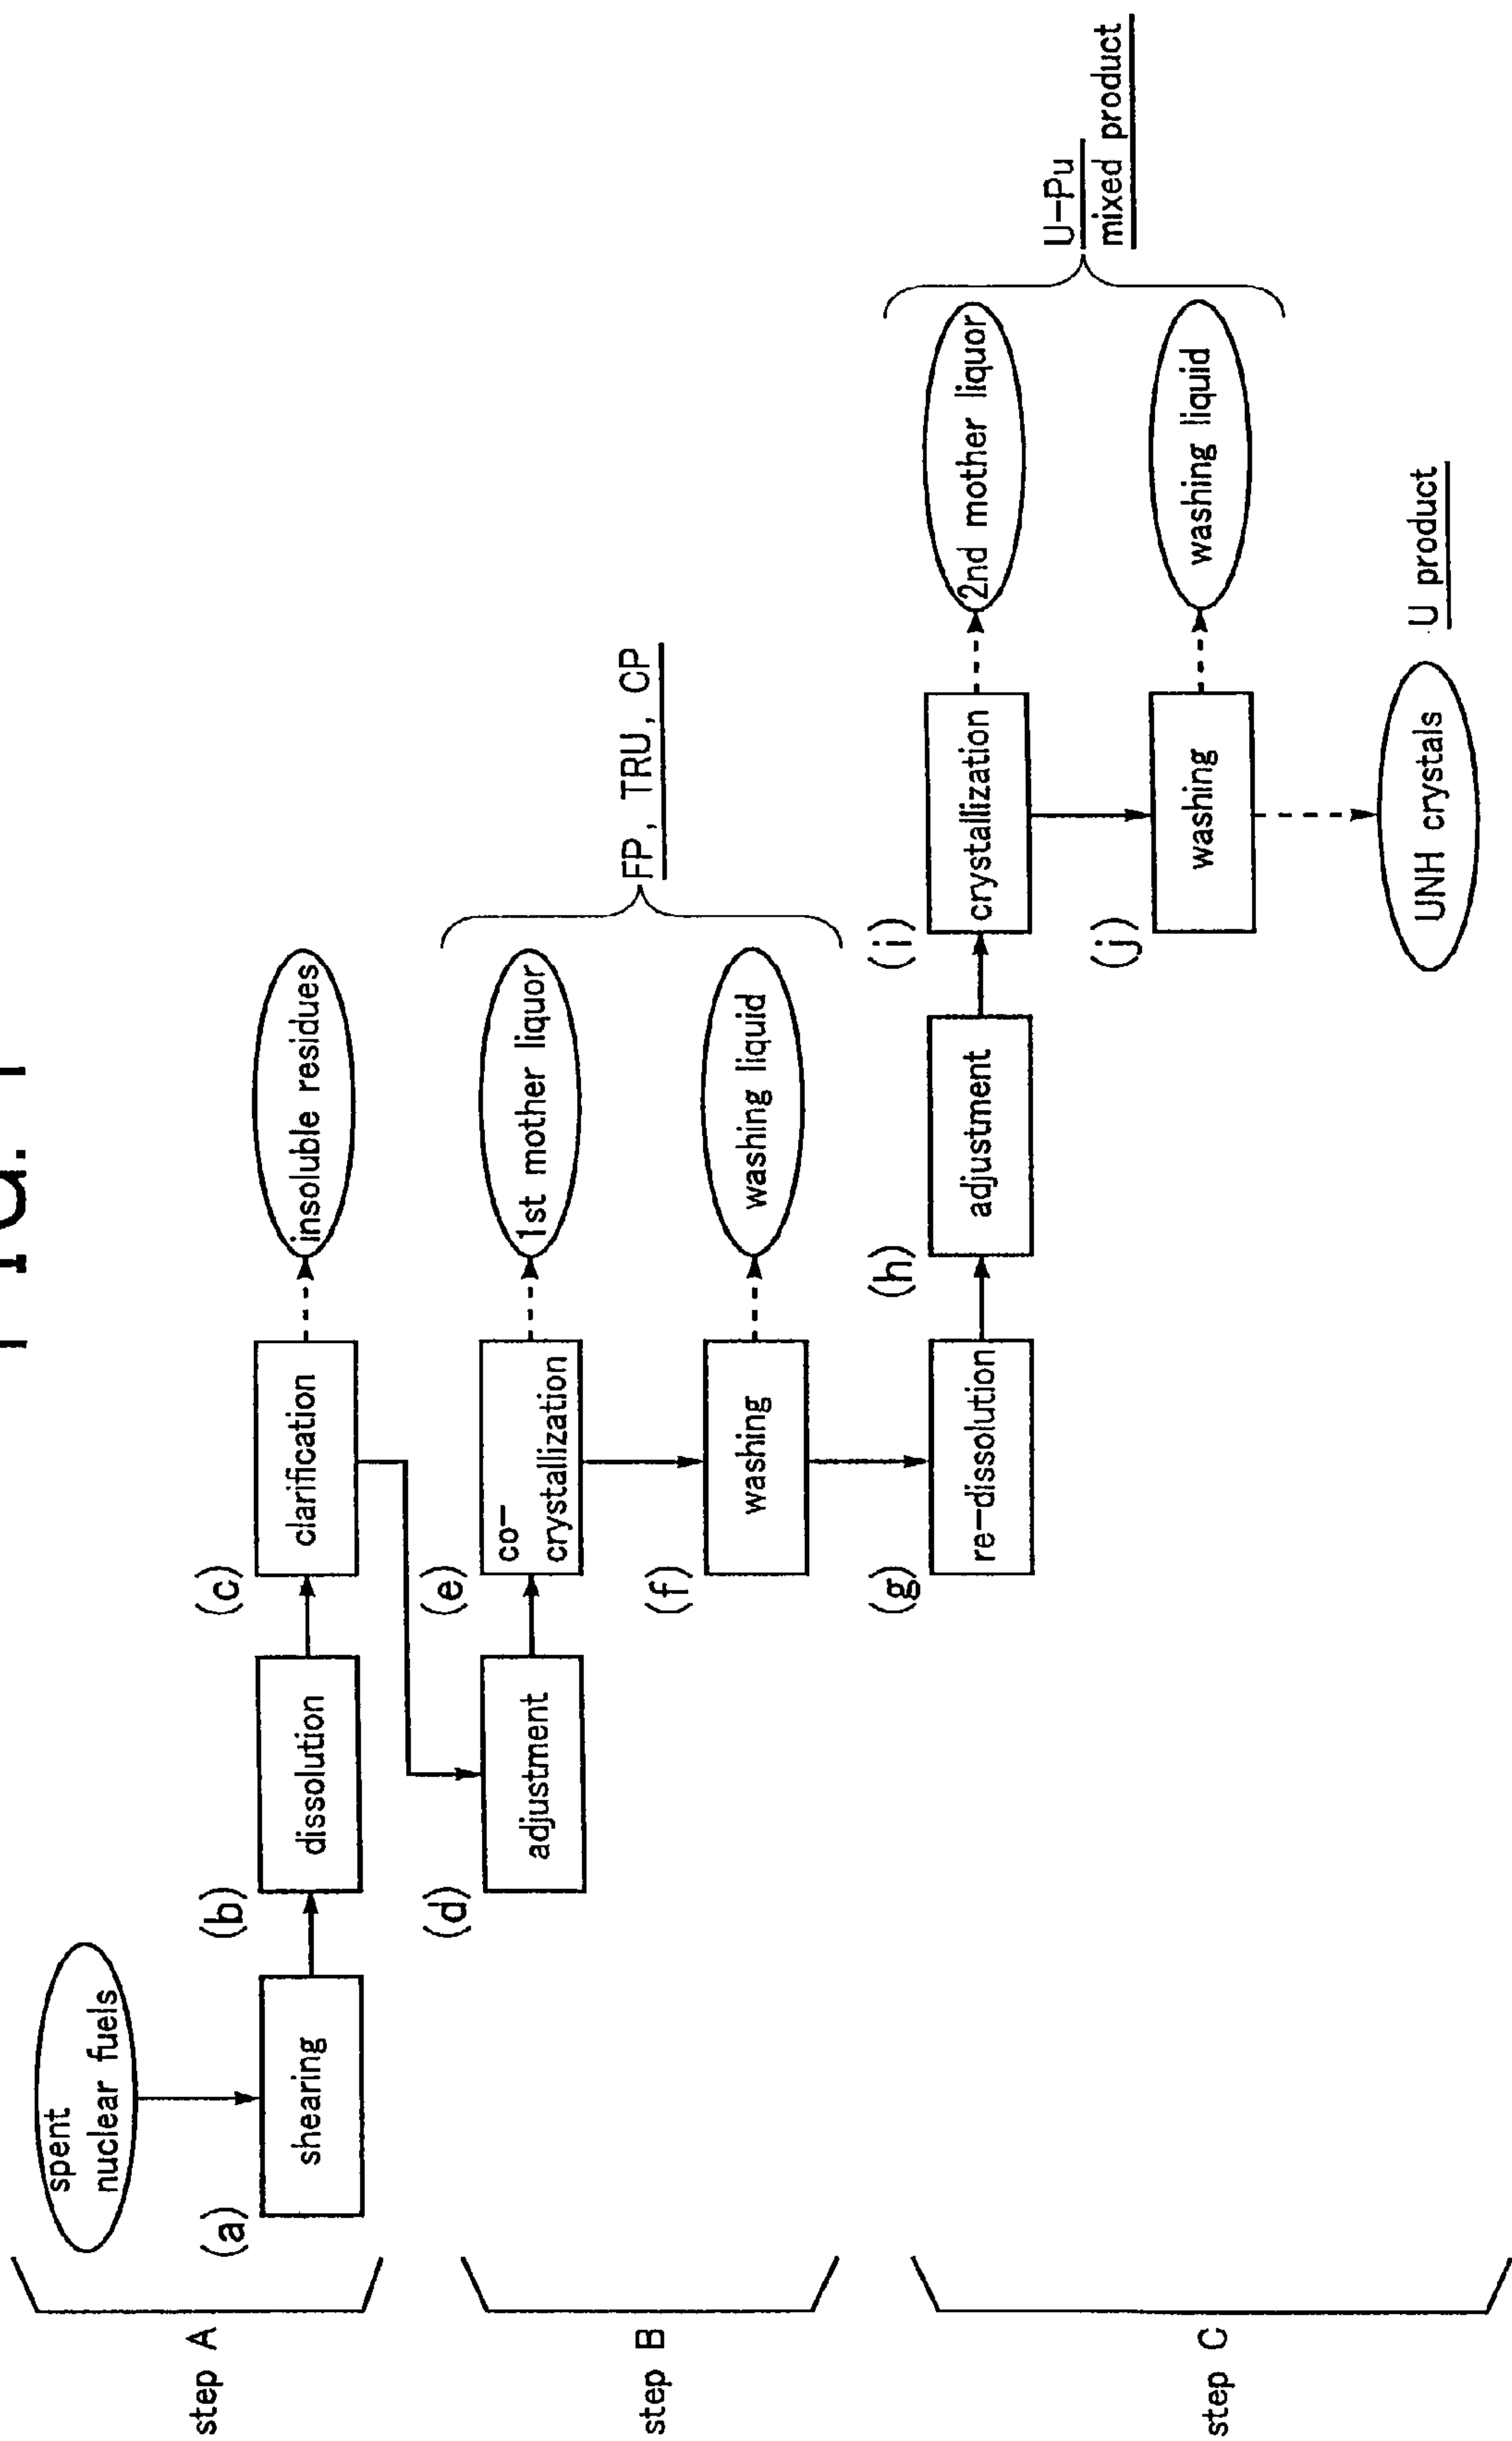 FIG. 1
step A
spent
nuclear fuels
(a)
shearing
(b)
dissolution
(c)
clarification
insoluble residues
step B
(d)
adjustment
(e)
co-
crystallization
1st mother liquor
(f)
washing
washing liquid
FP, TRU, CP
step C
(g)
re-dissolution
(h)
adjustment
(i)
crystallization
2nd mother liquor
(j)
washing
washing liquid
U-Pu
mixed product
UNH crystals
U product